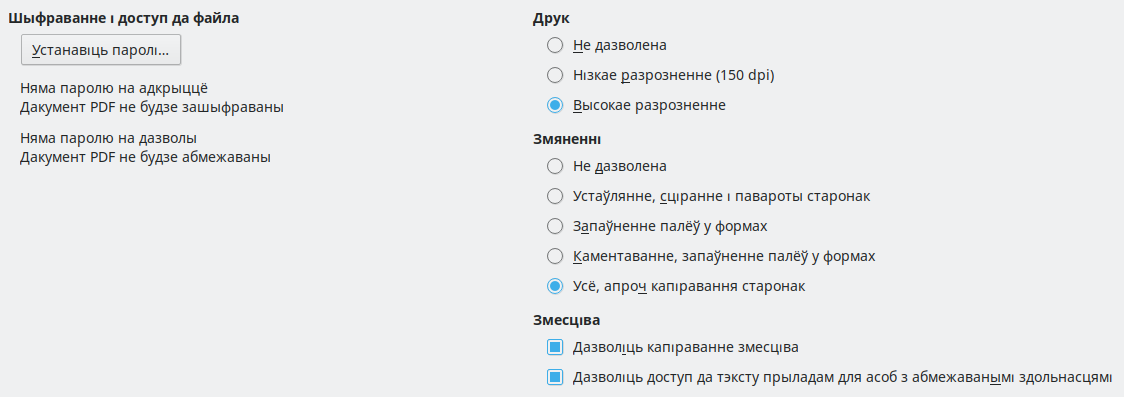 Шыфраванне і доступ да файла
Устанавіць паролі...
Няма паролю на адкрыццё
Дакумент PDF не будзе зашыфраваны
Няма паролю на дазволы
Дакумент PDF не будзе абмежаваны
Друк
Не дазволена
Нізкае разрозненне (150 dpi)
Высокае разрозненне
Змяненні
Не дазволена
Устаўлянне, сціранне і павароты старонак
Запаўненне палёў у формах
Каментаванне, запаўненне палёў у формах
Усё, апроч капіравання старонак
Змесціва
Дазволіць капіраванне змесціва
Дазволіць доступ да тэксту прыладам для асоб з абмежаванымі здольнасцямі